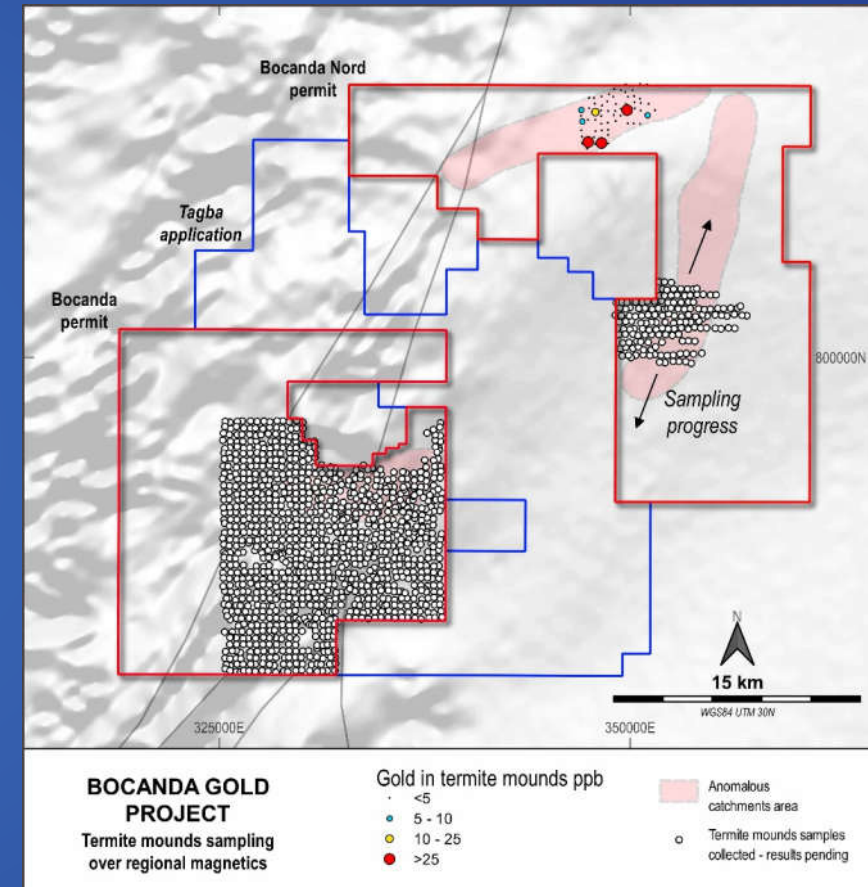 Bocanda Nord
permit
Tagba
application
Bocanda
permit
800000N
Sampling
progress
N
15 km
WGS84 UTM 30N
325000E
350000E
BOCANDA GOLD
PROJECT
Termite mounds sampling
over regional magnetics
Gold in termite mounds ppb
<5
5 - 10
10 - 25
>25
Anomalous
catchments area
Termite mounds samples
collected - results pending